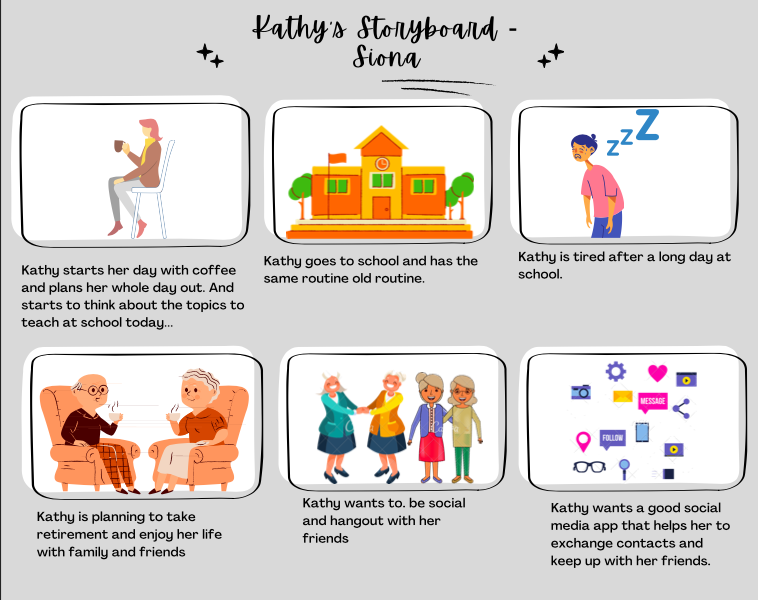 Kathy's Storyboard -
Siona
zzZ
Kathy starts her day with coffee
and plans her whole day out. And
starts to think about the topics to
teach at school today...
Kathy goes to school and has the
same routine old routine.
Kathy is tired after a long day at
school.
MESSAGE
FOLLOW
Kathy is planning to take
retirement and enjoy her life
with family and friends
Kathy wants to. be social
and hangout with her
friends
Kathy wants a good social
media app that helps her to
exchange contacts and
keep up with her friends.